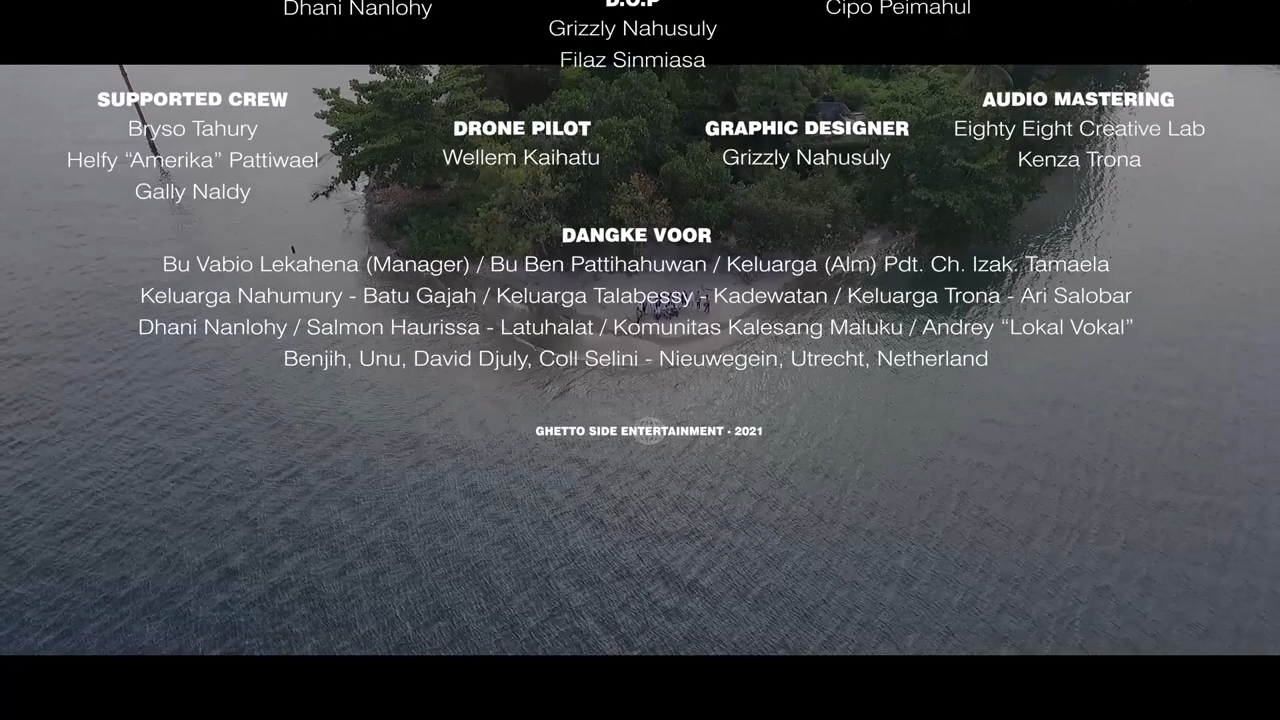 Dhani Nanlohy
D.O.P
Cipo Peimahul
Grizzly Nahusuly
Filaz Sinmiasa
SUPPORTED CREW
Bryso Tahury
Helfy “Amerika” Pattiwael
Gally Naldy
DRONE PILOT
Wellem Kaihatu
GRAPHIC DESIGNER
Grizzly Nahusuly
AUDIO MASTERING
Eighty Eight Creative Lab
Kenza Trona
DANGKE VOOR
Bu Vabio Lekahena (Manager) / Bu Ben Pattihahuwan / Keluarga (Alm) Pdt. Ch. Izak. Tamaela
Keluarga Nahumury - Batu Gajah / Keluarga Talabessy - Kadewatan / Keluarga Trona - Ari Salobar
Dhani Nanlohy / Salmon Haurissa - Latuhalat / Komunitas Kalesang Maluku / Andrey “Lokal Vokal”
Benjih, Unu, David Djuly, Coll Selini - Nieuwegein, Utrecht, Netherland
GHETTO SIDE ENTERTAINMENT - 2021